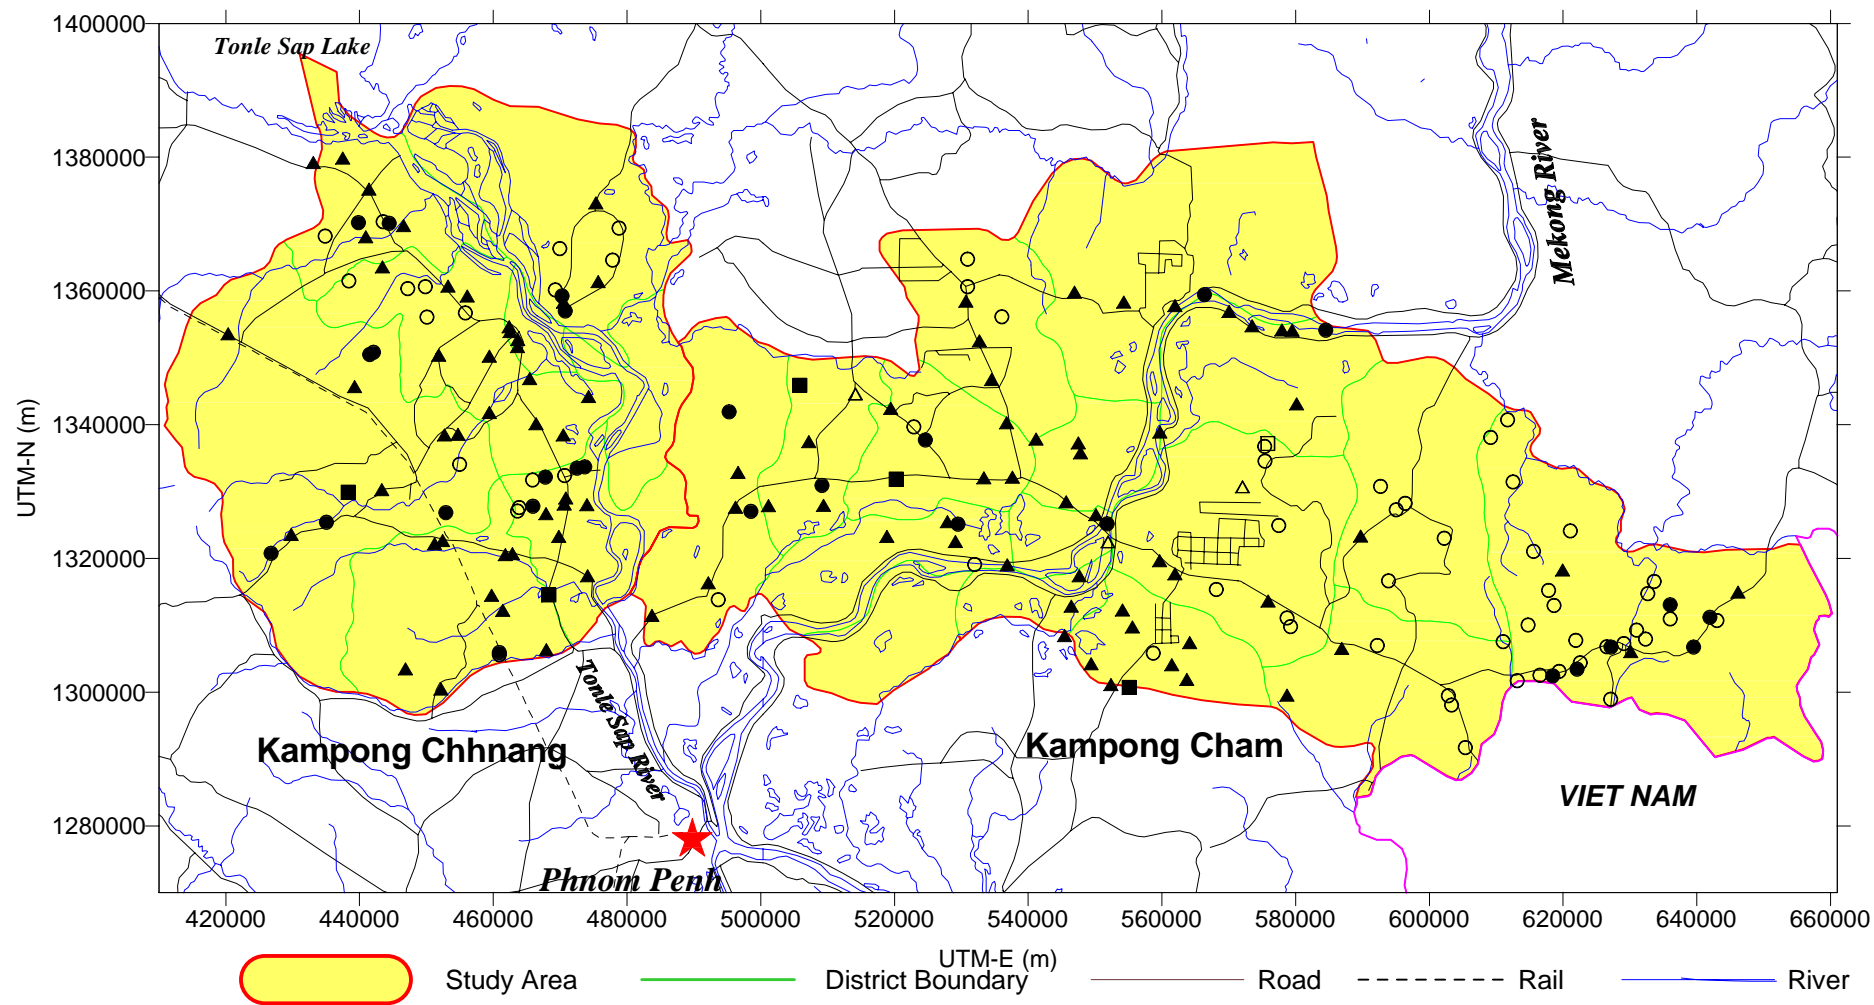 1400000
1380000
1360000
1340000
1320000
1300000
1280000
UTM-N (m)
Tonle Sap Lake
Mekong River
Tonle Sap River
Kampong Chhnang
Kampong Cham
VIET NAM
Phnom Penh
420000 440000 460000 480000 500000 520000 540000 560000 580000 600000 620000 640000 660000
UTM-E (m)
Study Area District Boundary Road Rail River